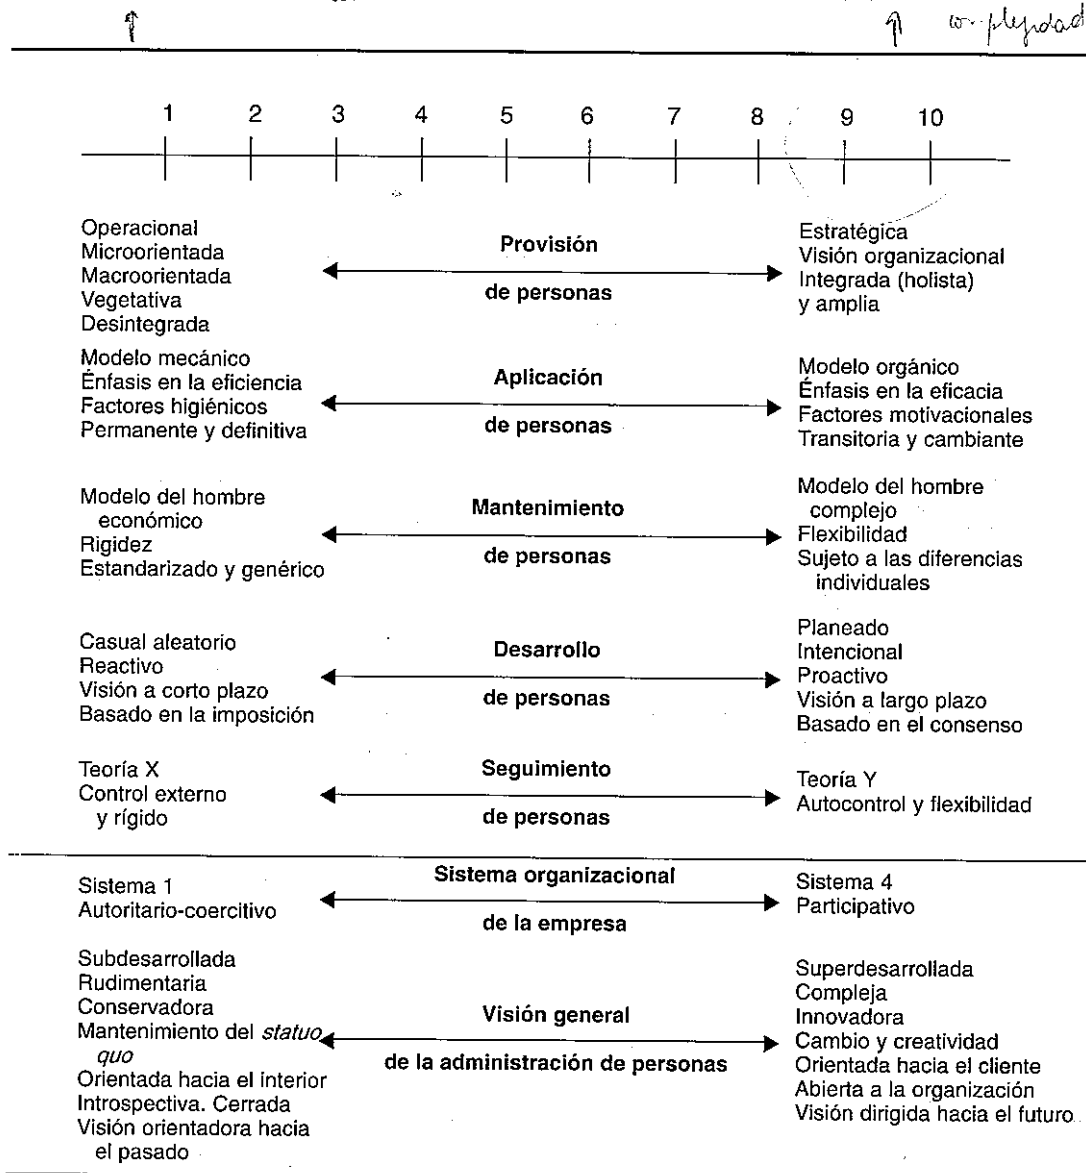 complejidad
1 2 3 4 5 6 7 8 9 10
Operacional
Microorientada
Macroorientada
Vegetativa
Desintegrada
Provisión
de personas
Estratégica
Visión organizacional
Integrada (holista)
y amplia
Modelo mecánico
Énfasis en la eficiencia
Factores higiénicos
Permanente y definitiva
Aplicación
de personas
Modelo orgánico
Énfasis en la eficacia
Factores motivacionales
Transitoria y cambiante
Modelo del hombre
económico
Rigidez
Estandarizado y genérico
Mantenimiento
de personas
Modelo del hombre
complejo
Flexibilidad
Sujeto a las diferencias
individuales
Casual aleatorio
Reactivo
Visión a corto plazo
Basado en la imposición
Desarrollo
de personas
Planeado
Intencional
Proactivo
Visión a largo plazo
Basado en el consenso
Teoría X
Control externo
y rígido
Seguimiento
de personas
Teoría Y
Autocontrol y flexibilidad
Sistema 1
Autoritario-coercitivo
Sistema organizacional
de la empresa
Sistema 4
Participativo
Subdesarrollada
Rudimentaria
Conservadora
Mantenimiento del statuo
quo
Orientada hacia el interior
Introspectiva. Cerrada
Visión orientadora hacia
el pasado
Visión general
de la administración de personas
Superdesarrollada
Compleja
Innovadora
Cambio y creatividad
Orientada hacia el cliente
Abierta a la organización
Visión dirigida hacia el futuro